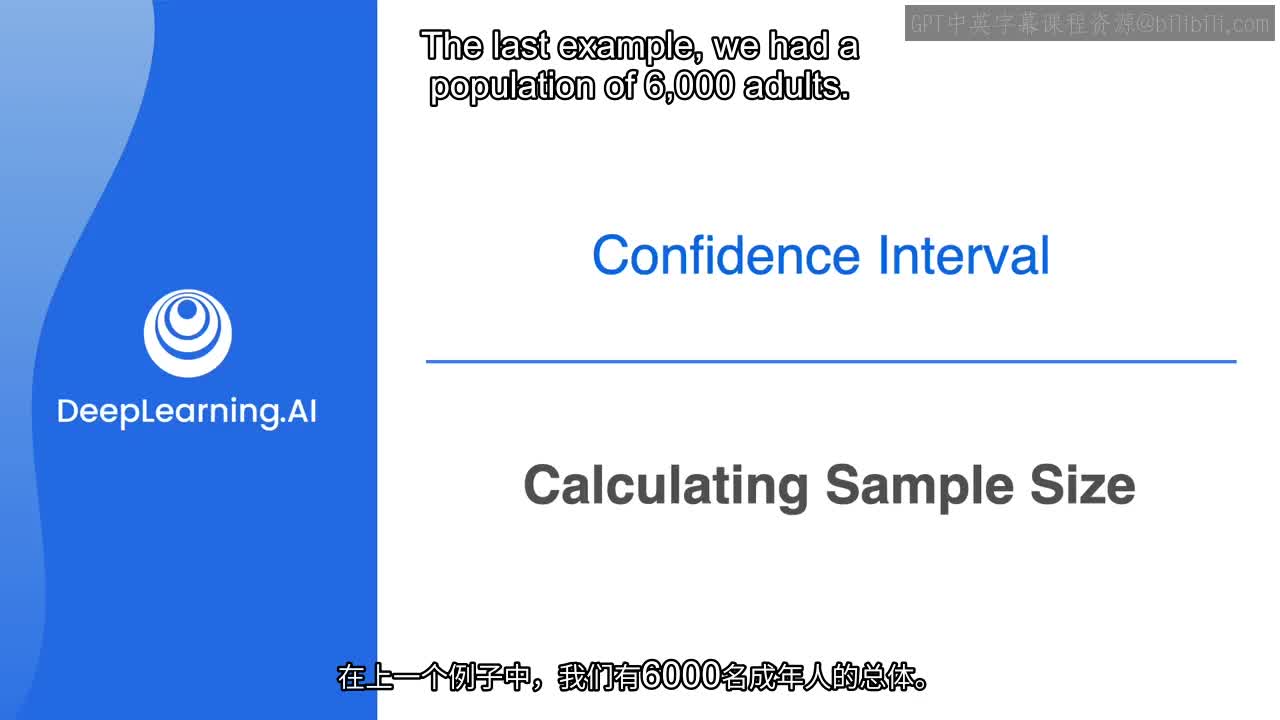 GPT中英字幕课程资源@bilibili.com
The last example, we had a
population of 6,000 adults.
Confidence Interval
DeepLearning.AI
Calculating Sample Size
在上一个例子中，我们有6000名成年人的总体。